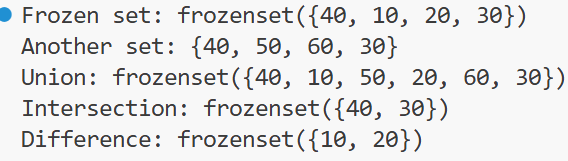 Frozen set: frozenset({40, 10, 20, 30})
Another set: {40, 50, 60, 30}
Union: frozenset({40, 10, 50, 20, 60, 30})
Intersection: frozenset({40, 30})
Difference: frozenset({10, 20})